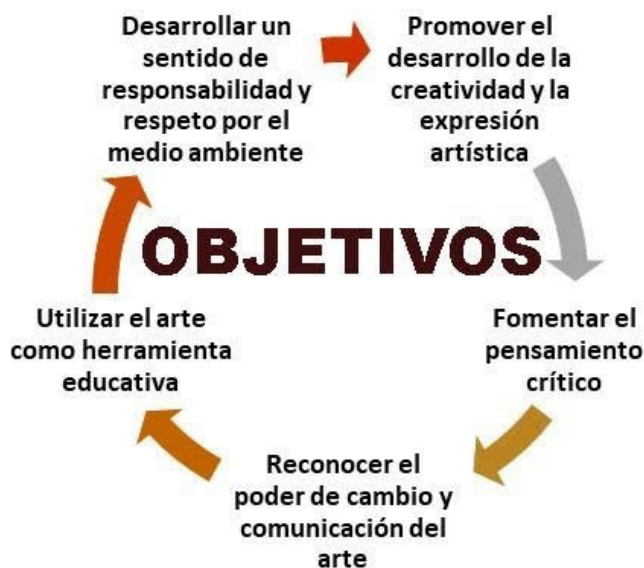 Desarrollar un
sentido de
responsabilidad y
respeto por el
medio ambiente
Promover el
desarrollo de la
creatividad y la
expresión
artística
OBJETIVOS
Fomentar el
pensamiento
crítico
Reconocer el
poder de cambio y
comunicación del
arte
Utilizar el arte
como herramienta
educativa